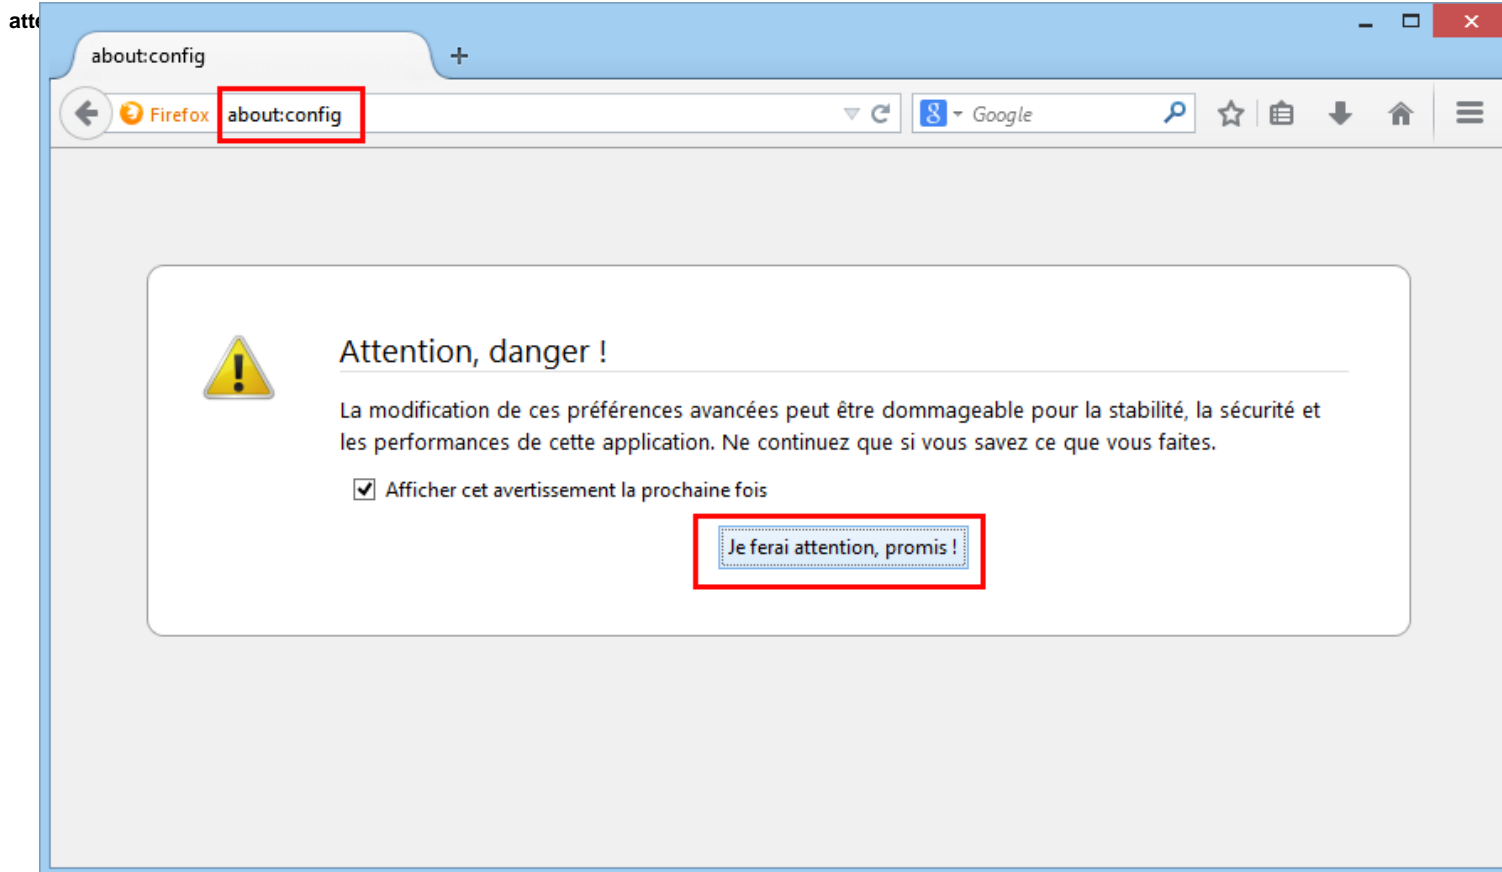 about:config
Firefox about:config Google
Attention, danger !
La modification de ces préférences avancées peut être dommageable pour la stabilité, la sécurité et
les performances de cette application. Ne continuez que si vous savez ce que vous faites.
Afficher cet avertissement la prochaine fois
Je ferai attention, promis !